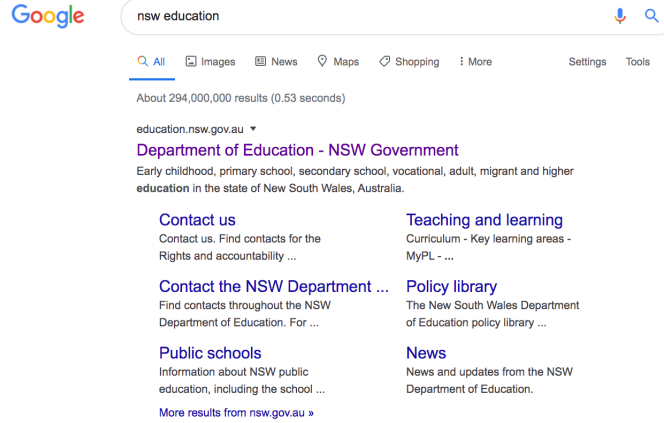 Google
nsw education
All Images News Maps Shopping More Settings Tools
About 294,000,000 results (0.53 seconds)
education.nsw.gov.au
Department of Education - NSW Government
Early childhood, primary school, secondary school, vocational, adult, migrant and higher
education in the state of New South Wales, Australia.
Contact us
Contact us. Find contacts for the
Rights and accountability ...
Teaching and learning
Curriculum - Key learning areas -
MyPL - ...
Contact the NSW Department ...
Find contacts throughout the NSW
Department of Education. For ...
Policy library
The New South Wales Department
of Education policy library ...
Public schools
Information about NSW public
education, including the school ...
News
News and updates from the NSW
Department of Education.
More results from nsw.gov.au »